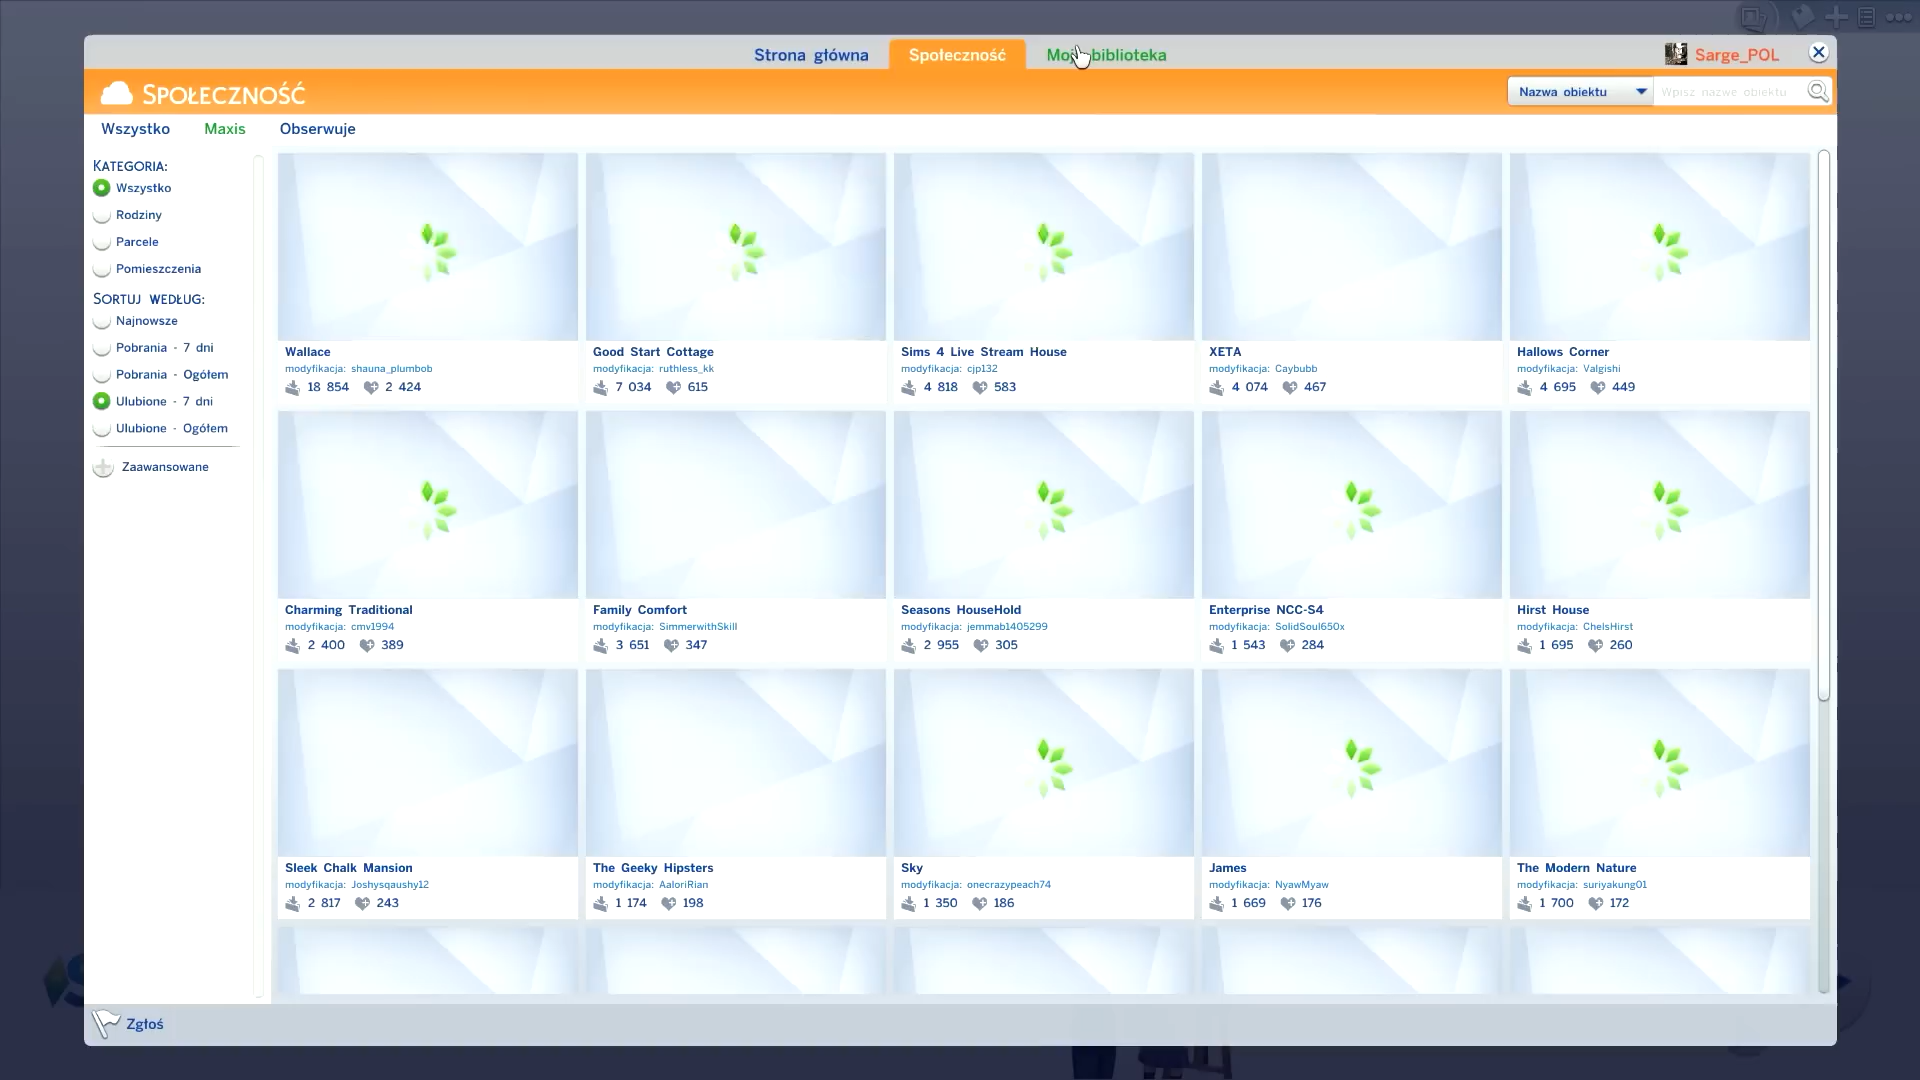 Strona główna
Społeczność
Moja biblioteka
Sarge_POL
Społeczność
Nazwa obiektu
Wpisz nazwę obiektu
Wszystko
Maxis
Obserwuje
Kategoria:
Wszystko
Rodziny
Parcele
Pomieszczenia
Sortuj według:
Najnowsze
Pobrania - 7 dni
Pobrania - Ogółem
Ulubione - 7 dni
Ulubione - Ogółem
Zaawansowane
Wallace
modyfikacja: shauna_plumbob
18 854 2 424
Good Start Cottage
modyfikacja: ruthless_kk
7 034 615
Sims 4 Live Stream House
modyfikacja: cjp132
4 818 583
XETA
modyfikacja: Caybubb
4 074 467
Hallows Corner
modyfikacja: Valgishi
4 695 449
Charming Traditional
modyfikacja: cmv1994
2 400 389
Family Comfort
modyfikacja: SimmerwithSkill
3 651 347
Seasons HouseHold
modyfikacja: jemmab1405299
2 955 305
Enterprise NCC-S4
modyfikacja: SolidSoul650x
1 543 284
Hirst House
modyfikacja: ChelsHirst
1 695 260
Sleek Chalk Mansion
modyfikacja: Joshysqaushy12
2 817 243
The Geeky Hipsters
modyfikacja: AaloriRian
1 174 198
Sky
modyfikacja: onecrazypeach74
1 350 186
James
modyfikacja: NyawMyaw
1 669 176
The Modern Nature
modyfikacja: suriyakung01
1 700 172
Zgłoś